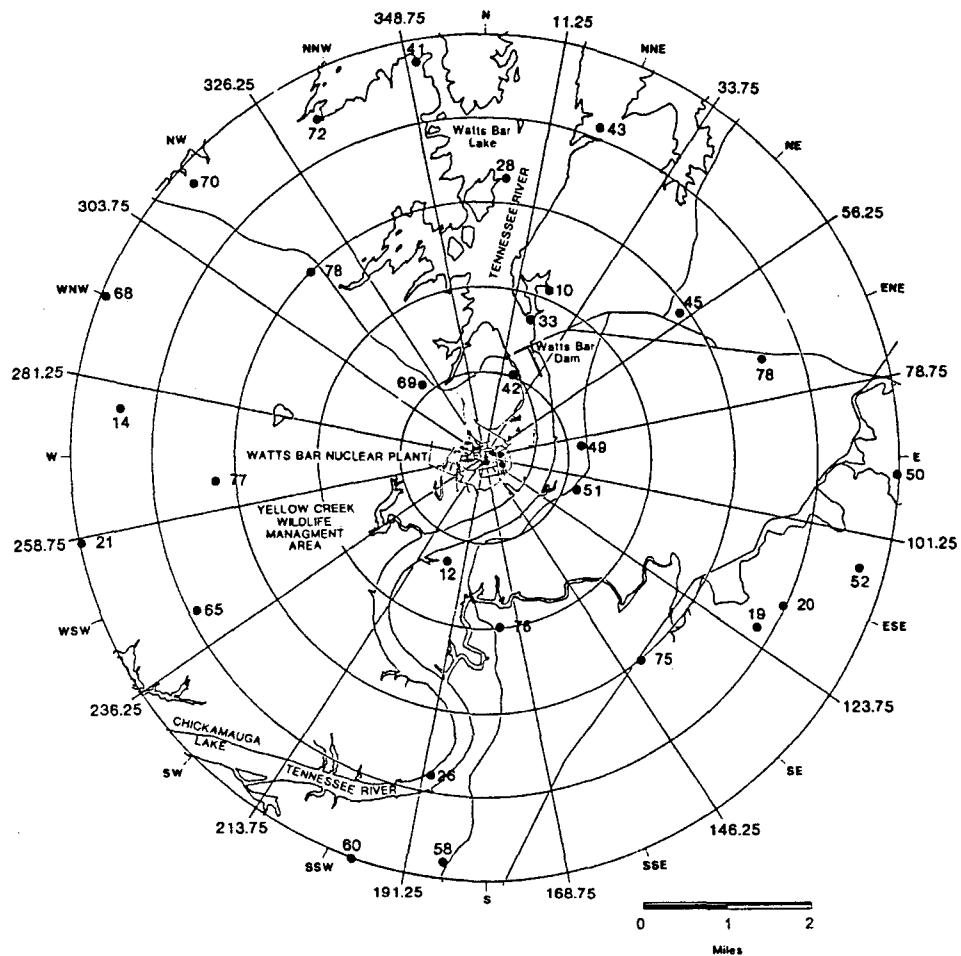 N
348.75
11.25
NNW
41
NNE
326.25
33.75
72
43
Watts Bar
Lake
NW
NE
28
70
TENNESSEE RIVER
303.75
56.25
78
WNW
68
10
ENE
45
33
Watts Bar
Dam
78
281.25
69
42
78.75
14
W
WATTS BAR NUCLEAR PLANT
49
E
50
77
51
YELLOW CREEK
WILDLIFE
MANAGMENT
AREA
258.75
21
101.25
12
52
65
20
19
WSW
76
ESE
75
236.25
123.75
CHICKAMAUGA
LAKE
SW
TENNESSEE RIVER
26
SE
213.75
146.25
60
58
SSW
SSE
191.25
168.75
S
0
1
2
Miles